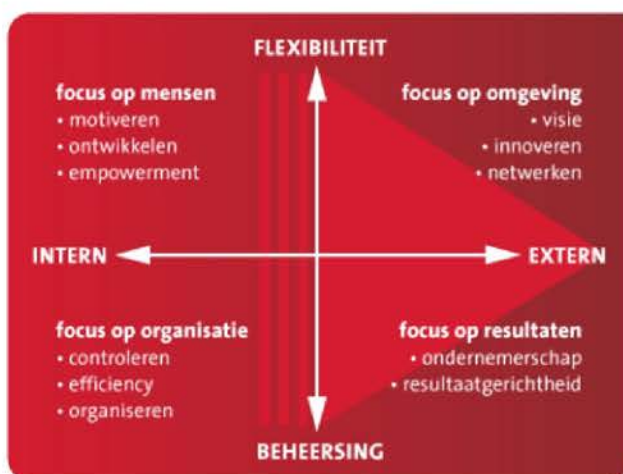 FLEXIBILITEIT
focus op mensen
• motiveren
• ontwikkelen
• empowerment
focus op omgeving
• visie
• innoveren
• netwerken
INTERN
EXTERN
focus op organisatie
• controleren
• efficiency
• organiseren
focus op resultaten
• ondernemerschap
• resultaatgerichtheid
BEHEERSING